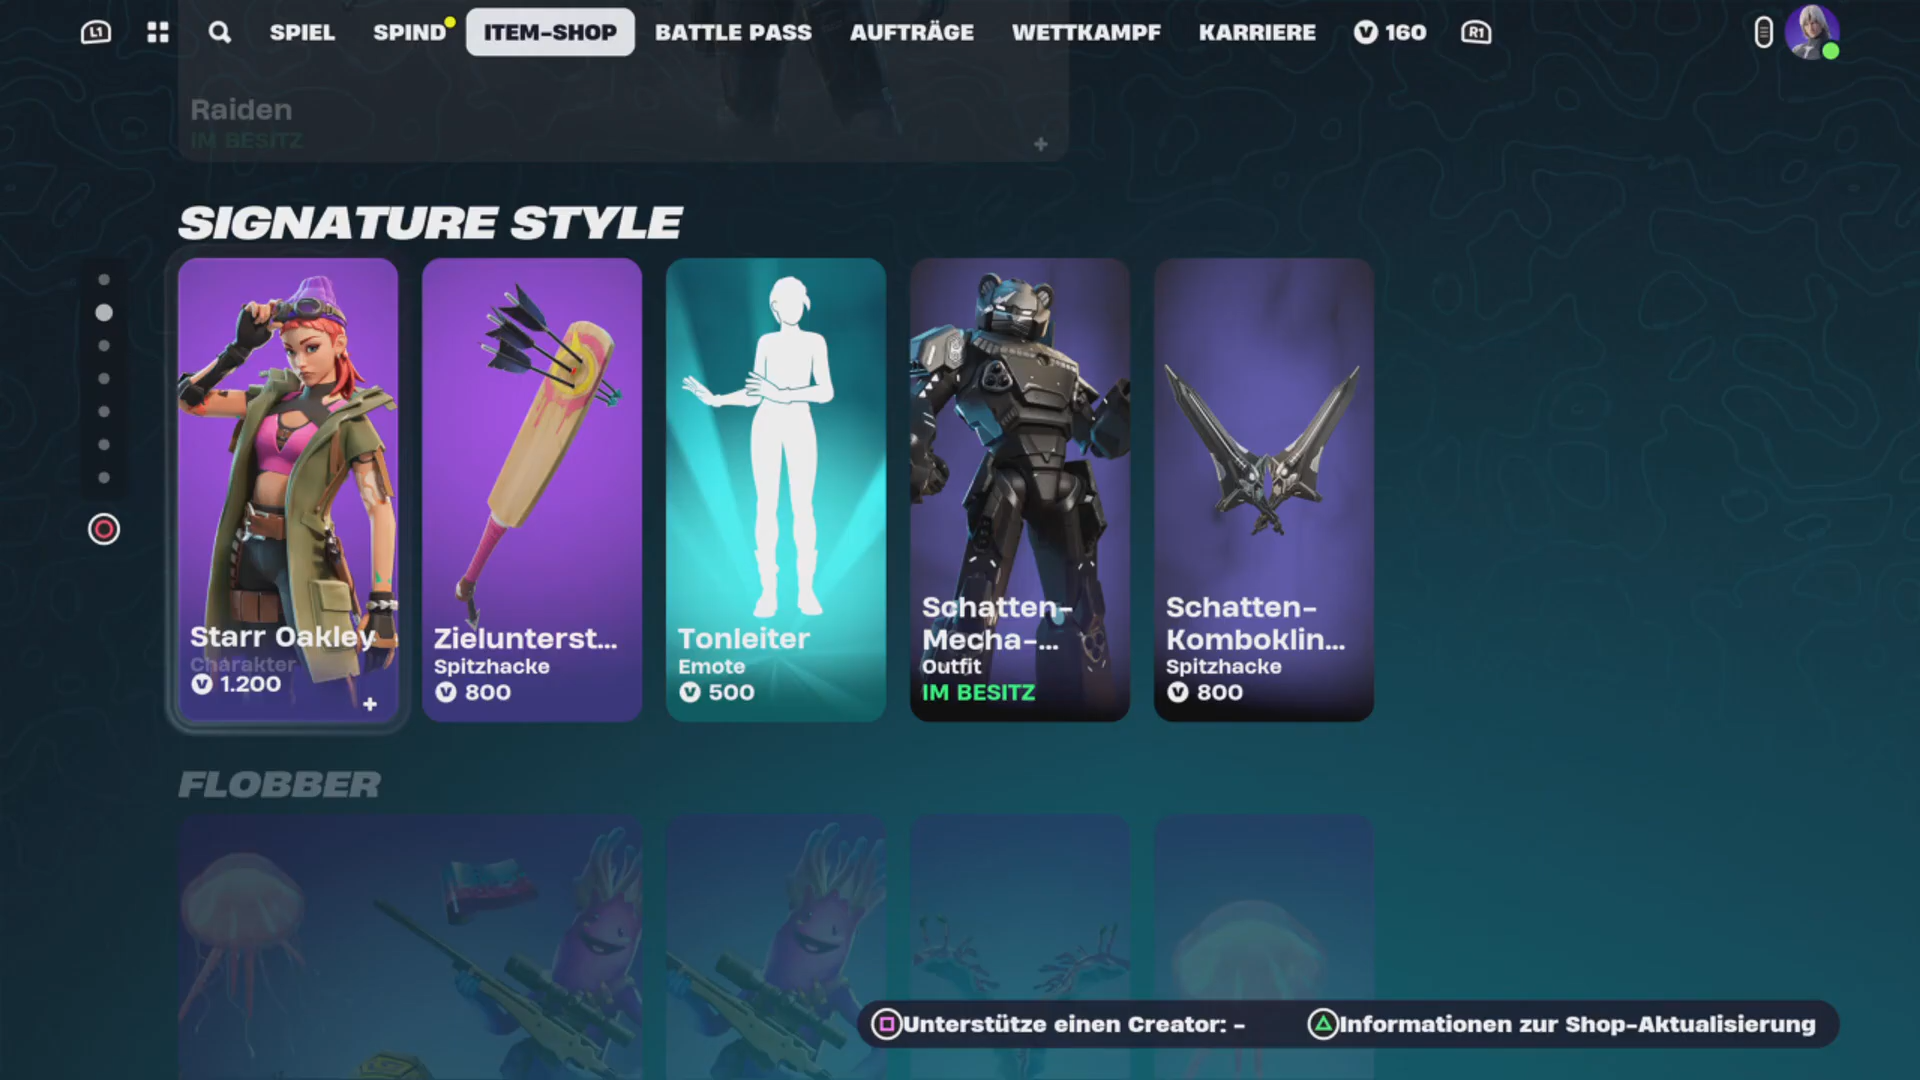 L1 SPIEL SPIND ITEM-SHOP BATTLE PASS AUFTRÄGE WETTKAMPF KARRIERE 160 R1
Raiden
IM BESITZ
SIGNATURE STYLE
Starr Oakley
Charakter
1.200
Zielunterst...
Spitzhacke
800
Tonleiter
Emote
500
Schatten-
Mecha-...
Outfit
IM BESITZ
Schatten-
Komboklin...
Spitzhacke
800
FLOBBER
Unterstütze einen Creator: -
Informationen zur Shop-Aktualisierung